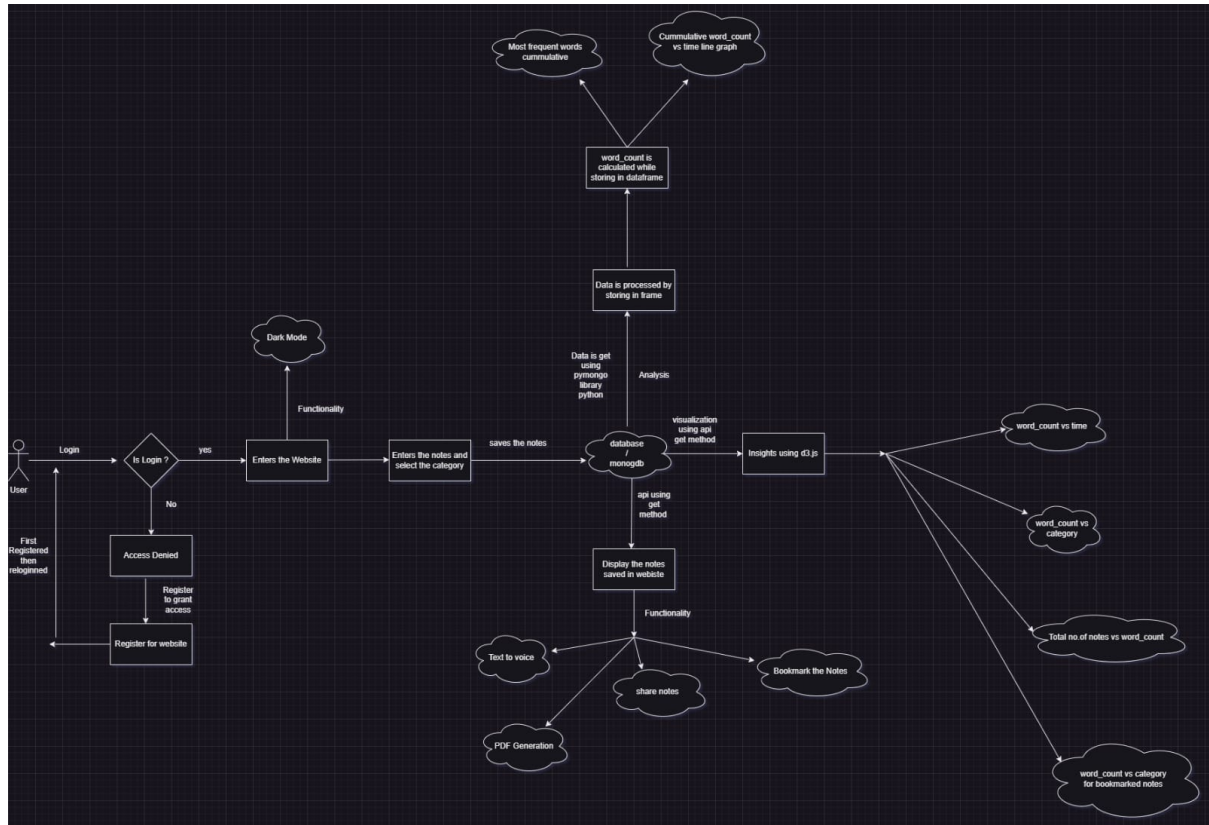 Most frequent words
cummulative
Cummulative word_count
vs time line graph
word_count is
calculated while
storing in dataframe
Data is processed by
storing in frame
Data is get
using
pymongo
library
python
Analysis
Dark Mode
Functionality
User
Login
Is Login ?
yes
Enters the Website
Enters the notes and
select the category
saves the notes
database
/
monogdb
visualization
using api
get method
Insights using d3.js
word_count vs time
word_count vs
category
Total no.of notes vs word_count
word_count vs category
for bookmarked notes
No
Access Denied
Register
to grant
access
Register for website
First
Registered
then
reloginned
api using
get
method
Display the notes
saved in webiste
Functionality
Text to voice
PDF Generation
share notes
Bookmark the Notes